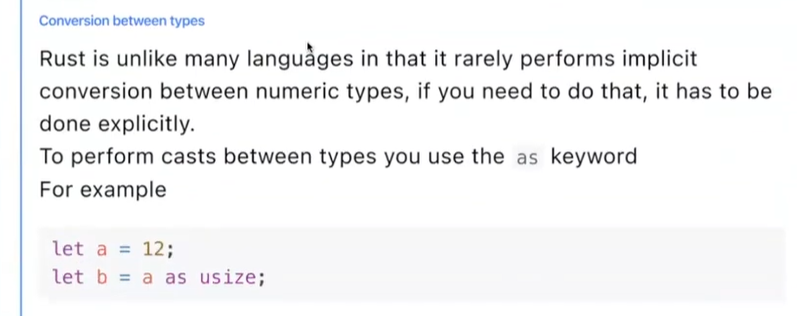 Conversion between types
Rust is unlike many languages in that it rarely performs implicit
conversion between numeric types, if you need to do that, it has to be
done explicitly.
To perform casts between types you use the as keyword
For example
let a = 12;
let b = a as usize;